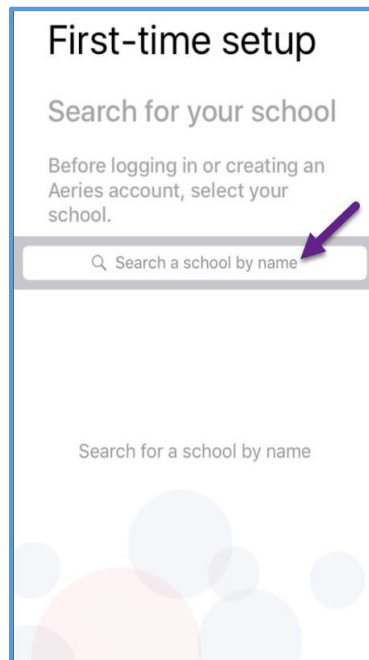 First-time setup
Search for your school
Before logging in or creating an
Aeries account, select your
school.
Search a school by name
Search for a school by name